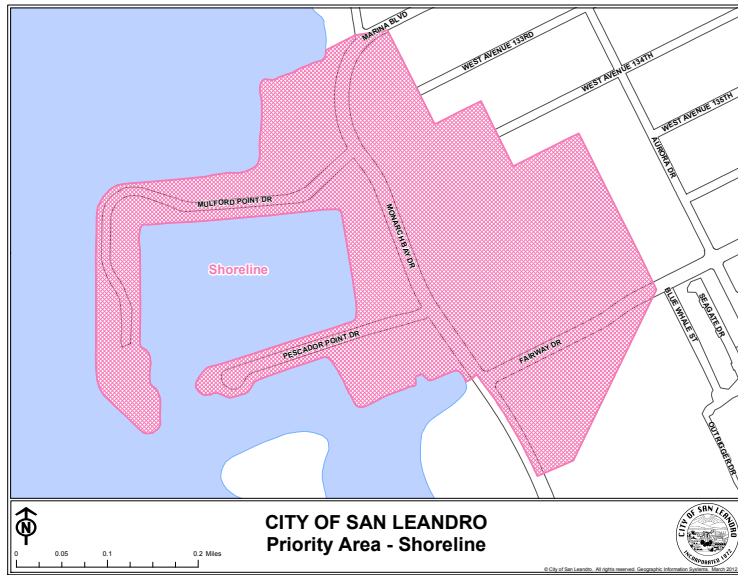 MARINA BLVD
WEST AVENUE 133RD
WEST AVENUE 134TH
WEST AVENUE 135TH
AURORA DR
MULFORD POINT DR
MONARCH BAY DR
Shoreline
PESCADOR POINT DR
FAIRWAY DR
BLUE WHALE ST
SEAGATE DR
OUTRIGGER DR
N
0 0.05 0.1 0.2 Miles
CITY OF SAN LEANDRO
Priority Area - Shoreline
CITY OF SAN LEANDRO
INCORPORATED 1872
© City of San Leandro. All rights reserved. Geographic Information Systems. March 2012